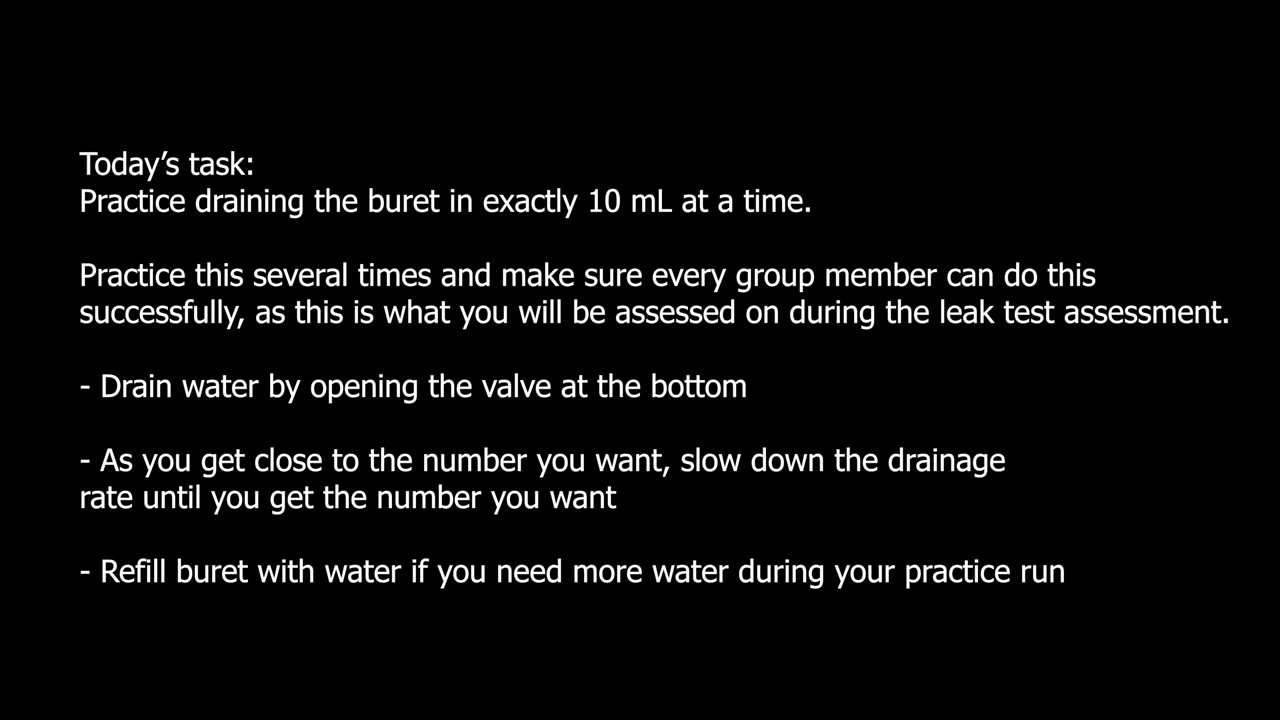 Today’s task:
Practice draining the buret in exactly 10 mL at a time.
Practice this several times and make sure every group member can do this
successfully, as this is what you will be assessed on during the leak test assessment.
- Drain water by opening the valve at the bottom
- As you get close to the number you want, slow down the drainage
rate until you get the number you want
- Refill buret with water if you need more water during your practice run